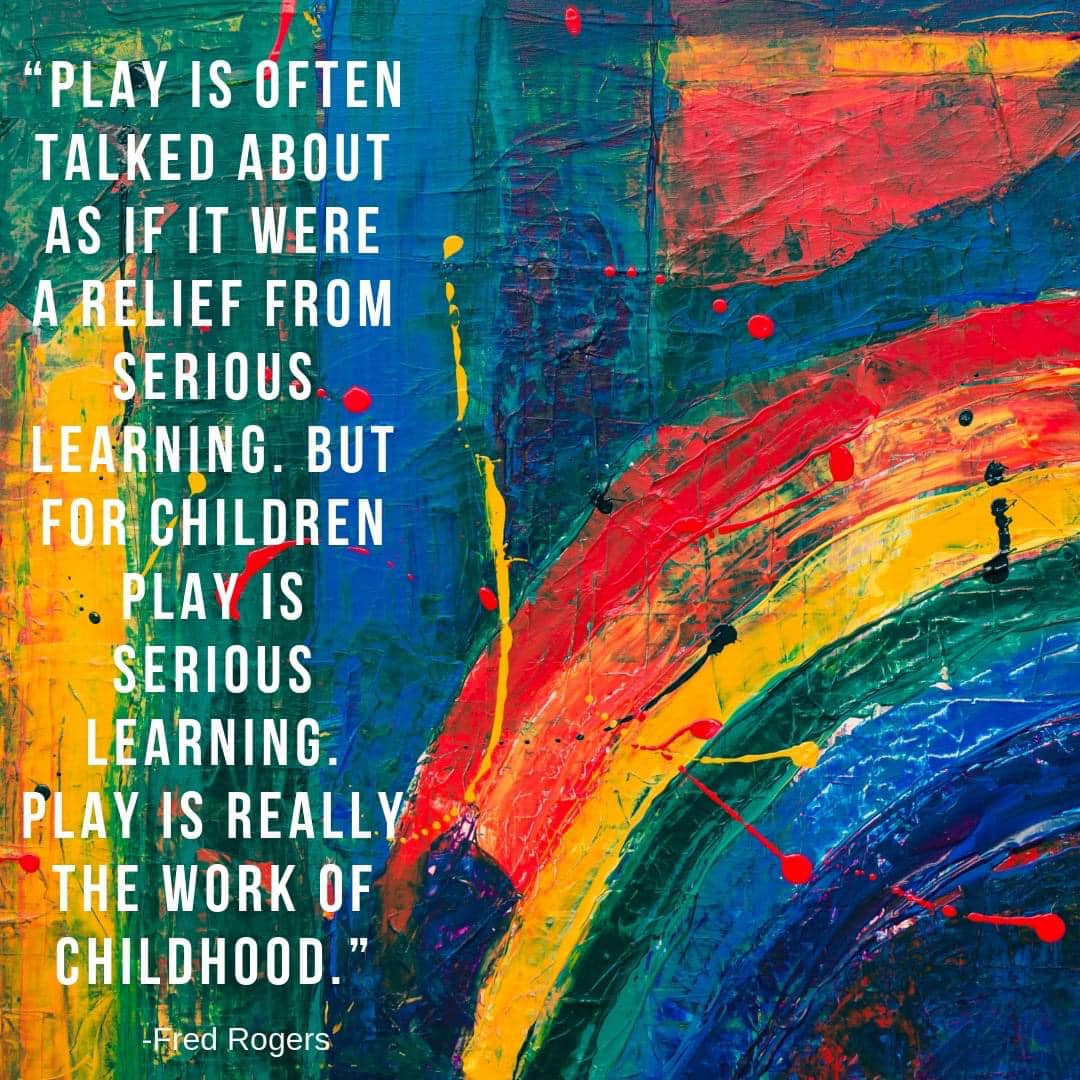 “PLAY IS OFTEN
TALKED ABOUT
AS IF IT WERE
A RELIEF FROM
SERIOUS
LEARNING. BUT
FOR CHILDREN
PLAY IS
SERIOUS
LEARNING.
PLAY IS REALLY
THE WORK OF
CHILDHOOD.”
-Fred Rogers